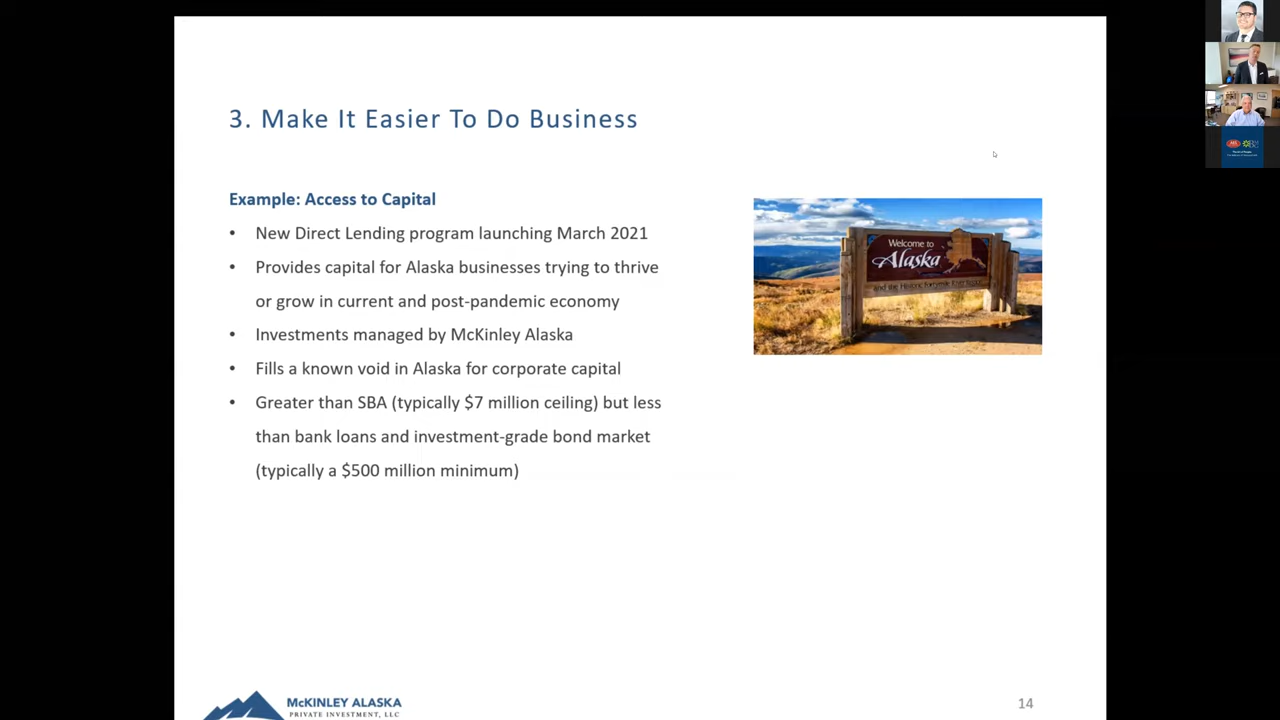 3. Make It Easier To Do Business
Example: Access to Capital
• New Direct Lending program launching March 2021
• Provides capital for Alaska businesses trying to thrive
or grow in current and post-pandemic economy
• Investments managed by McKinley Alaska
• Fills a known void in Alaska for corporate capital
• Greater than SBA (typically $7 million ceiling) but less
than bank loans and investment-grade bond market
(typically a $500 million minimum)
Welcome to
Alaska
and the Historic Fortymile
McKINLEY ALASKA
PRIVATE INVESTMENT, LLC
14